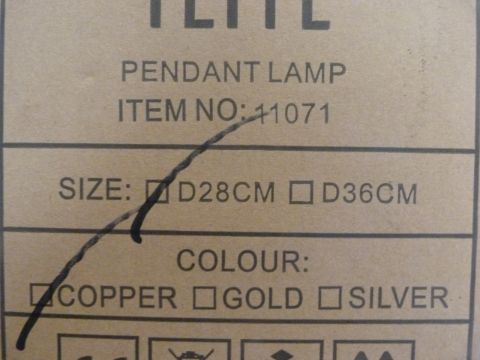 PENDANT LAMP
ITEM NO: 11071
SIZE: D28CM D36CM
COLOUR:
COPPER GOLD SILVER